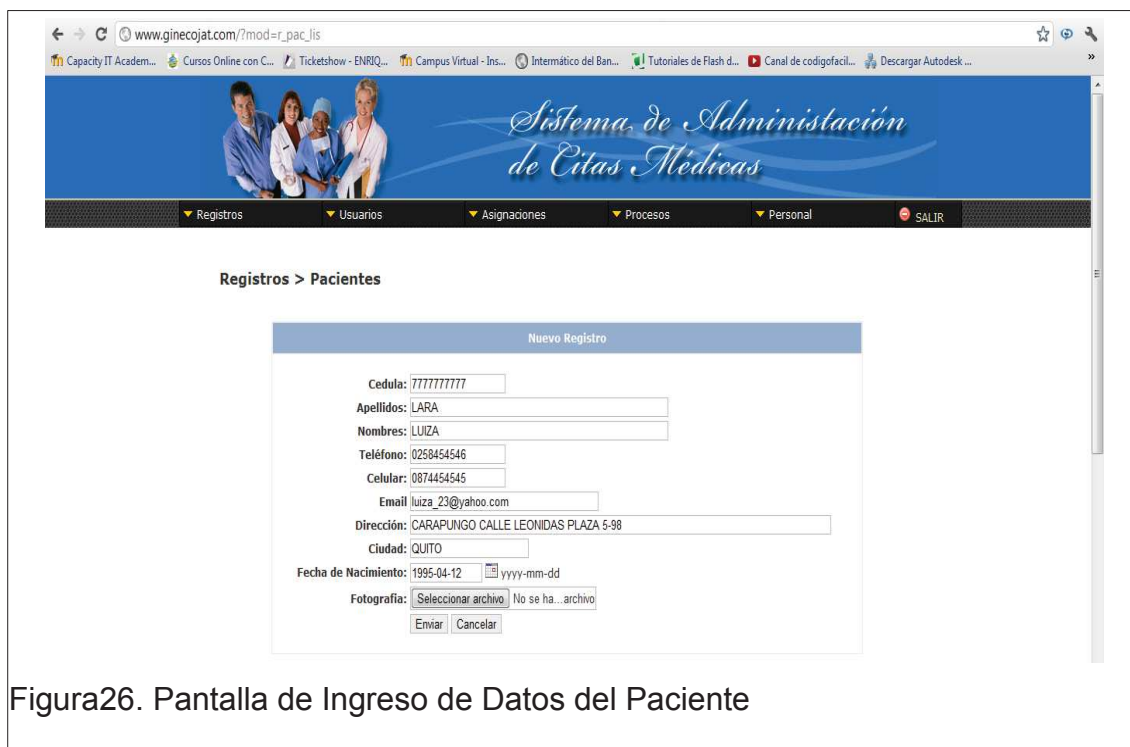 www.ginecojat.com/?mod=r_pac_lis
Capacity IT Academ... Cursos Online con C... Ticketshow - ENRIQ... Campus Virtual - Ins... Intermático del Ban... Tutoriales de Flash d... Canal de codigofacil... Descargar Autodesk ... »
Sistema de Administación
de Citas Médicas
Registros Usuarios Asignaciones Procesos Personal SALIR
Registros > Pacientes
Nuevo Registro
Cedula: 7777777777
Apellidos: LARA
Nombres: LUIZA
Teléfono: 0258454546
Celular: 0874454545
Email luiza_23@yahoo.com
Dirección: CARAPUNGO CALLE LEONIDAS PLAZA 5-98
Ciudad: QUITO
Fecha de Nacimiento: 1995-04-12 yyyy-mm-dd
Fotografia: Seleccionar archivo No se ha...archivo
Enviar Cancelar
Figura26. Pantalla de Ingreso de Datos del Paciente